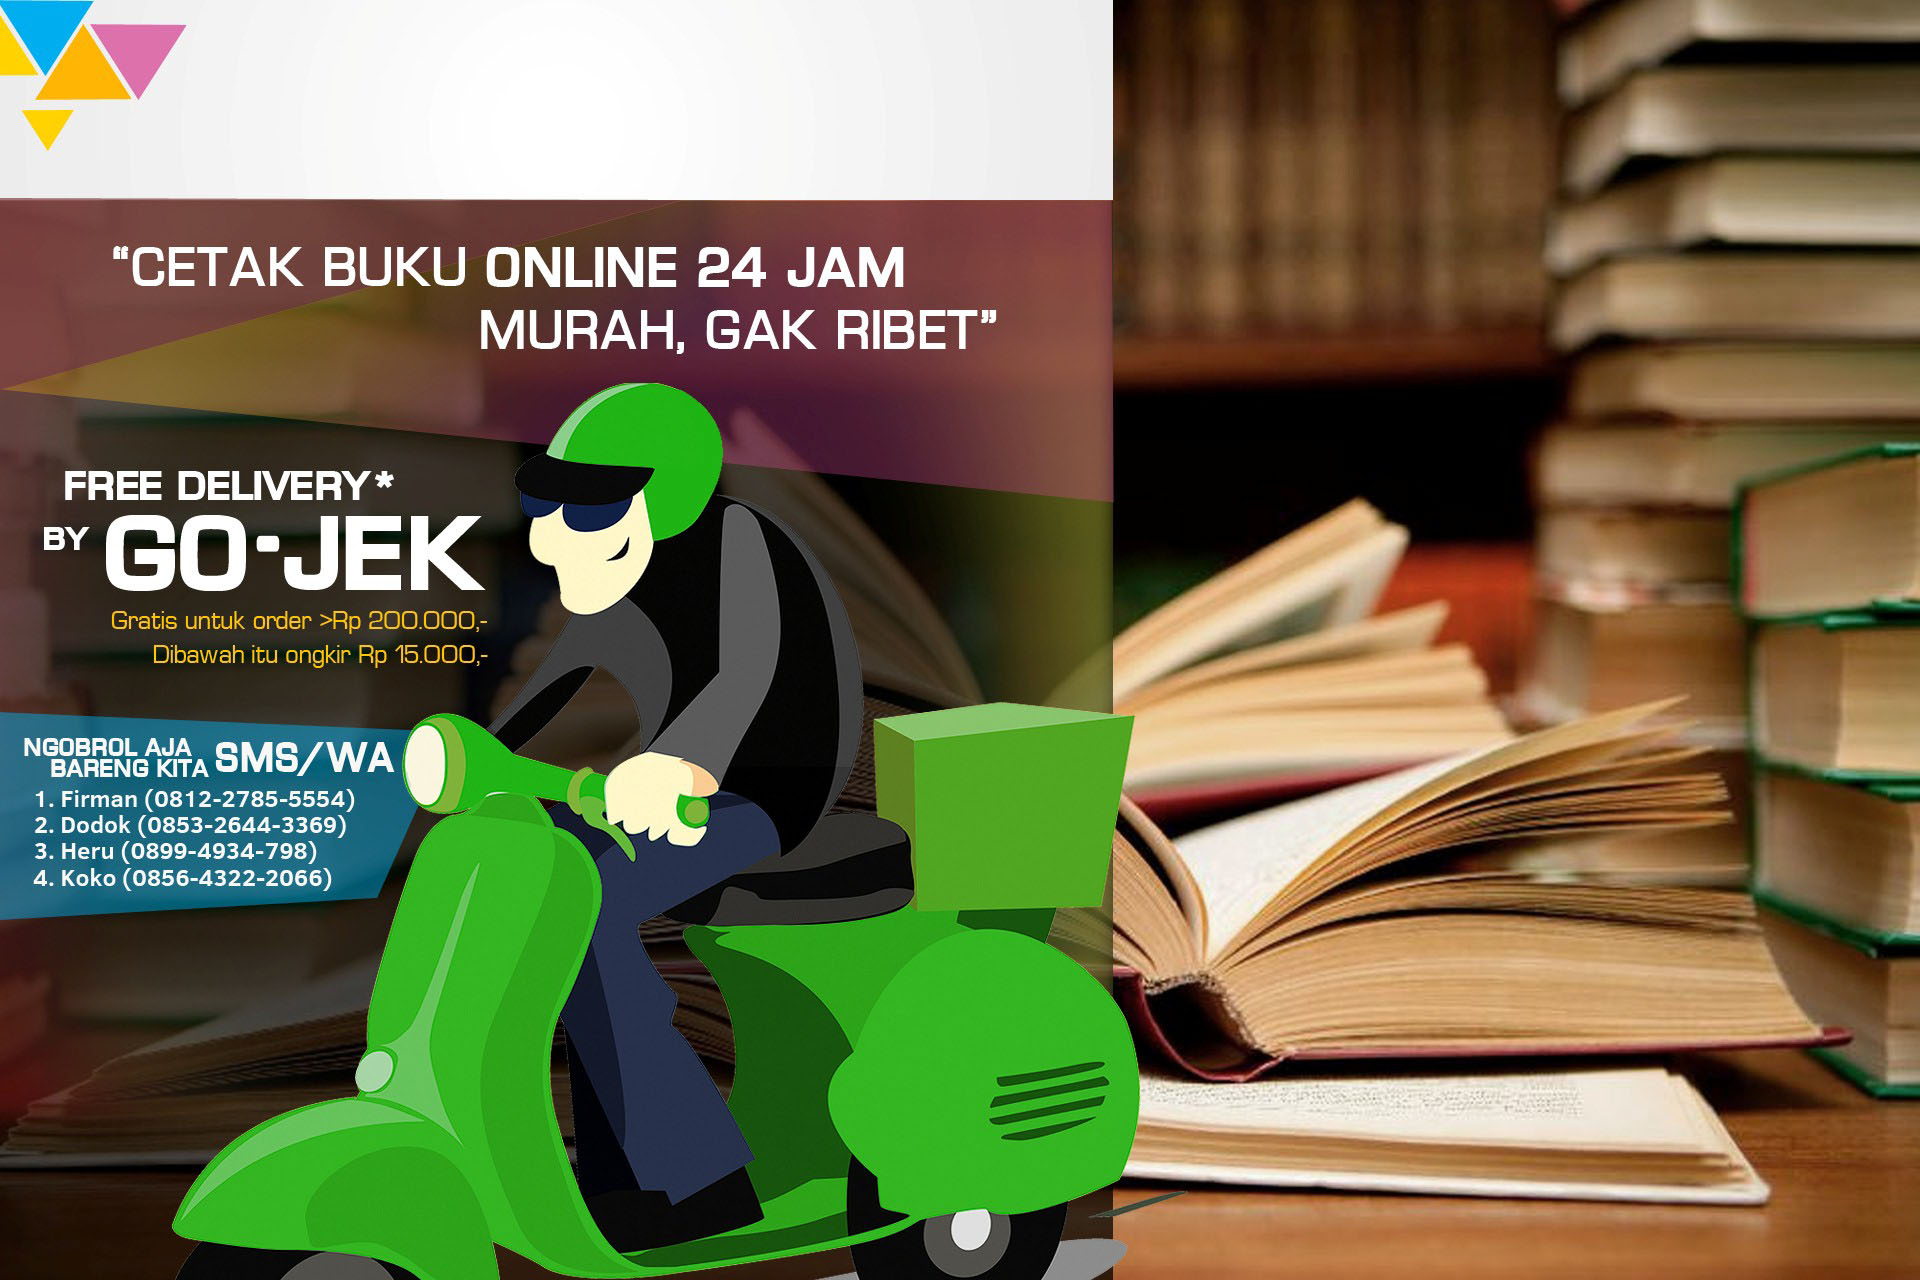 “CETAK BUKU ONLINE 24 JAM
MURAH, GAK RIBET”
FREE DELIVERY*
BY GO-JEK
Gratis untuk order >Rp 200.000,-
Dibawah itu ongkir Rp 15.000,-
NGOBROL AJA
BARENG KITA SMS/WA
1. Firman (0812-2785-5554)
2. Dodok (0853-2644-3369)
3. Heru (0899-4934-798)
4. Koko (0856-4322-2066)